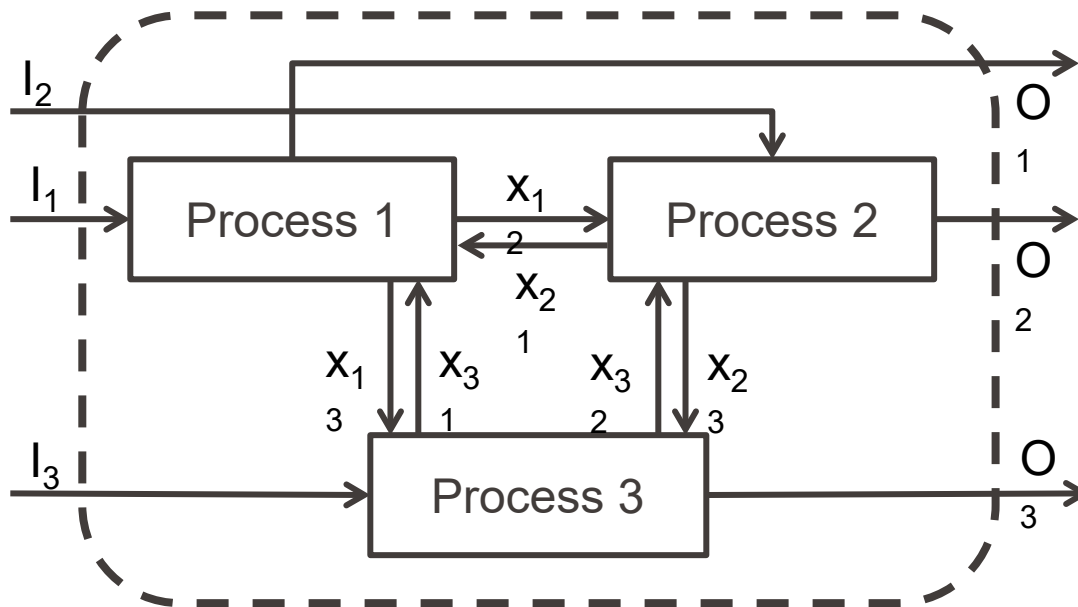 I₂
O
1
I₁
Process 1
x₁
2
Process 2
x₂
1
O
2
x₁
3
x₃
1
x₃
2
x₂
3
I₃
Process 3
O
3